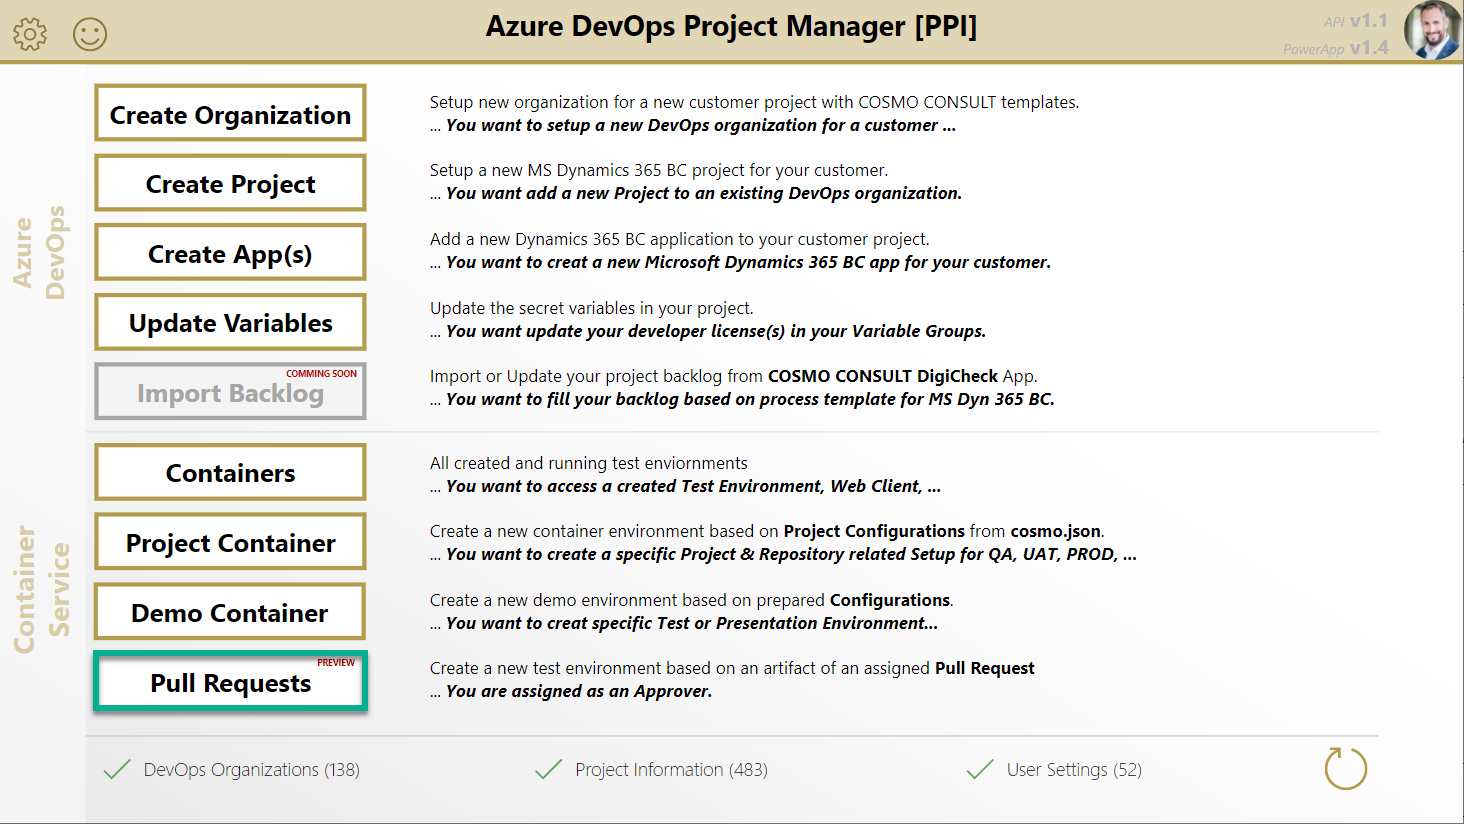 Azure DevOps Project Manager [PPI]
API v1.1
PowerApp v1.4
Azure
DevOps
Create Organization
Setup new organization for a new customer project with COSMO CONSULT templates.
... You want to setup a new DevOps organization for a customer ...
Create Project
Setup a new MS Dynamics 365 BC project for your customer.
... You want add a new Project to an existing DevOps organization.
Create App(s)
Add a new Dynamics 365 BC application to your customer project.
... You want to creat a new Microsoft Dynamics 365 BC app for your customer.
Update Variables
Update the secret variables in your project.
... You want update your developer license(s) in your Variable Groups.
COMMING SOON
Import Backlog
Import or Update your project backlog from COSMO CONSULT DigiCheck App.
... You want to fill your backlog based on process template for MS Dyn 365 BC.
Container
Service
Containers
All created and running test enviornments
... You want to access a created Test Environment, Web Client, ...
Project Container
Create a new container environment based on Project Configurations from cosmo.json.
... You want to create a specific Project & Repository related Setup for QA, UAT, PROD, ...
Demo Container
Create a new demo environment based on prepared Configurations.
... You want to creat specific Test or Presentation Environment...
PREVIEW
Pull Requests
Create a new test environment based on an artifact of an assigned Pull Request
... You are assigned as an Approver.
DevOps Organizations (138)
Project Information (483)
User Settings (52)